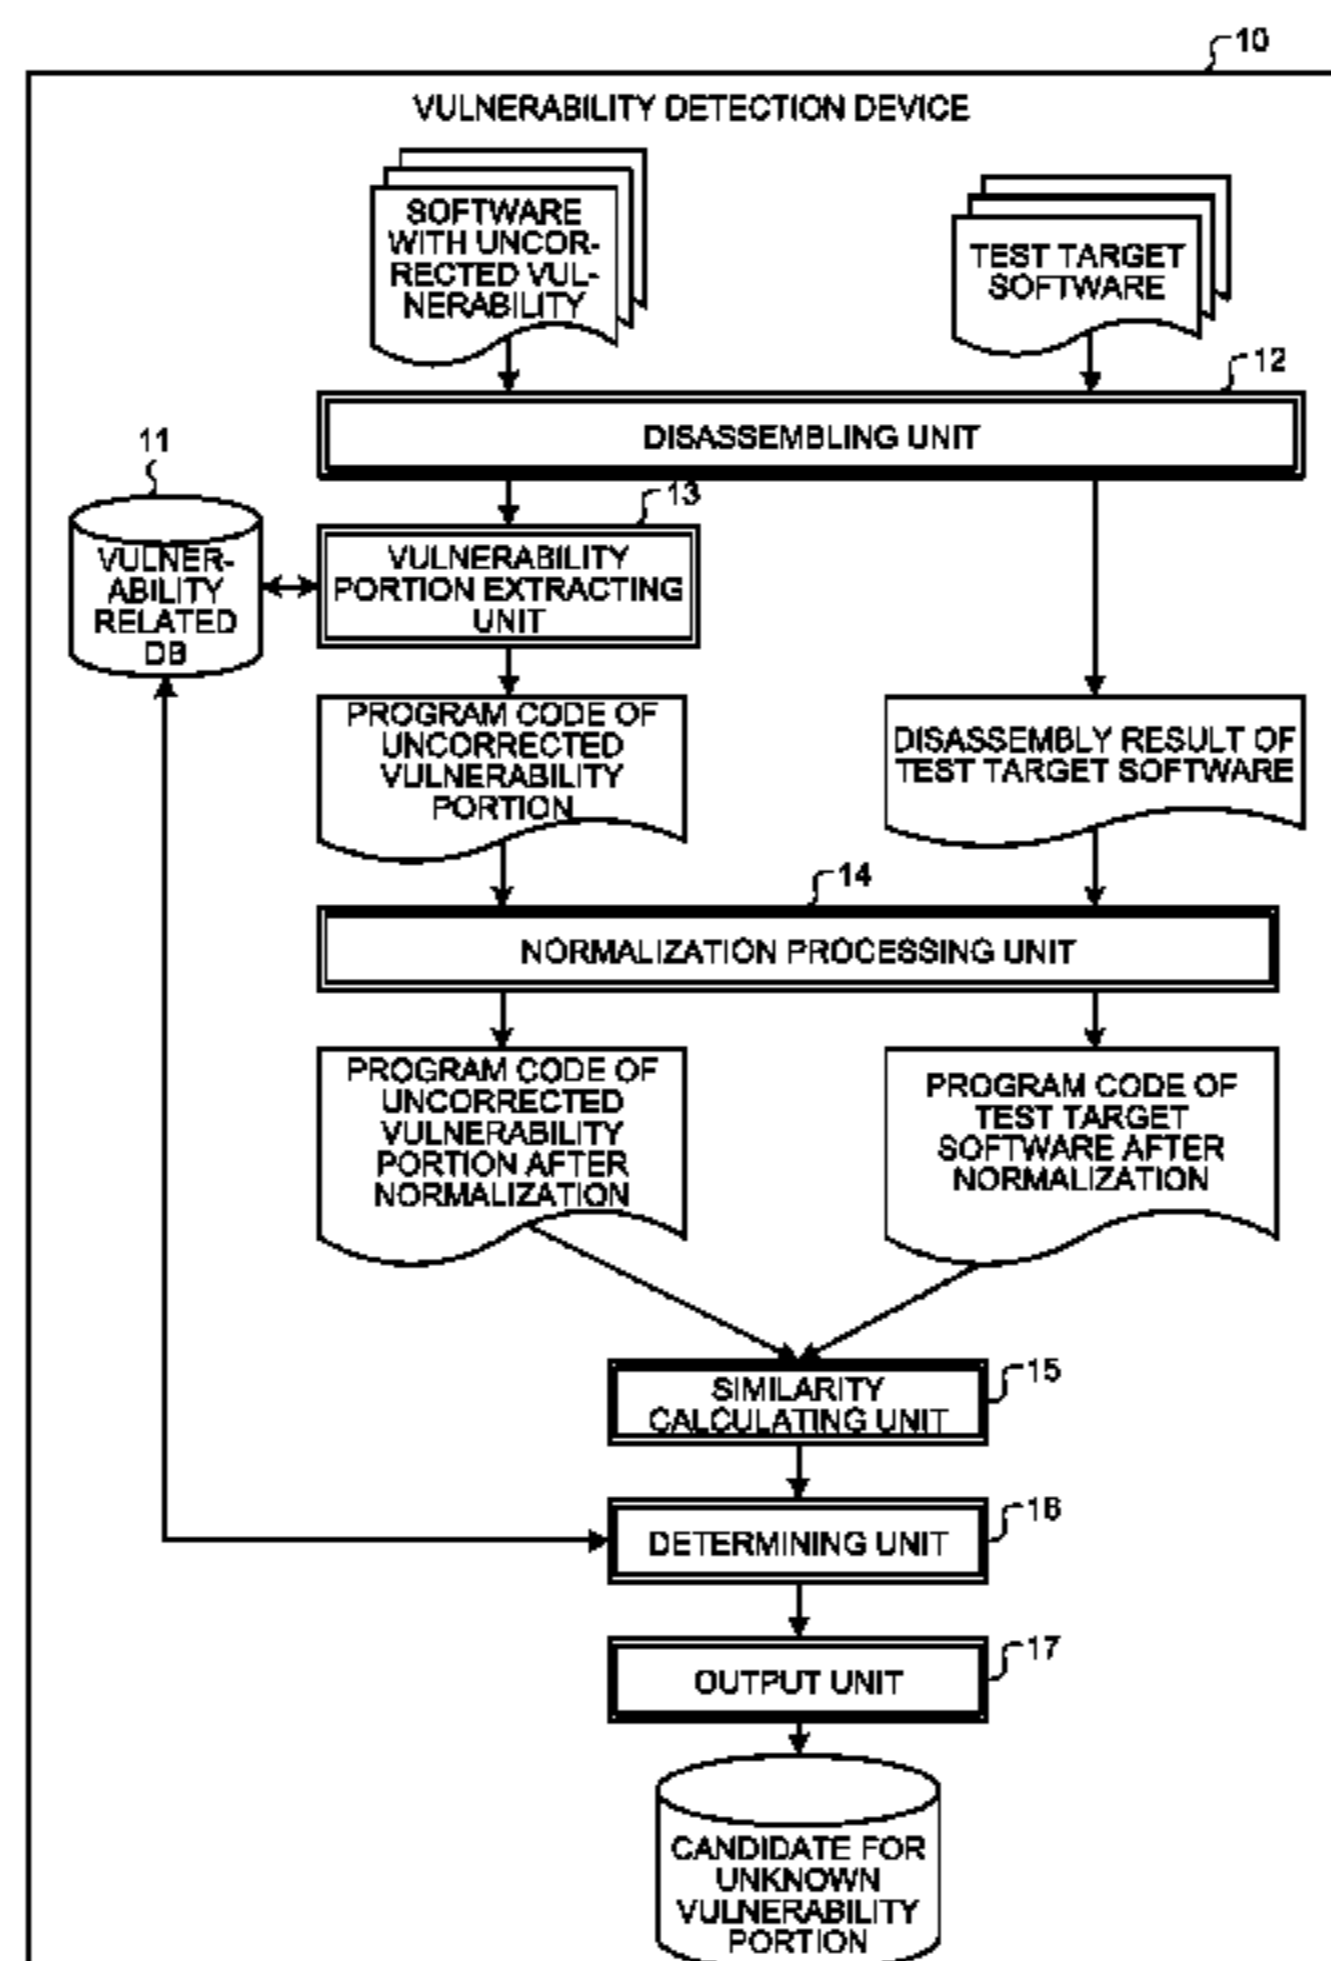 10
VULNERABILITY DETECTION DEVICE
SOFTWARE
WITH UNCOR-
RECTED VUL-
NERABILITY
TEST TARGET
SOFTWARE
12
DISASSEMBLING UNIT
11
VULNER-
ABILITY
RELATED
DB
13
VULNERABILITY
PORTION EXTRACTING
UNIT
PROGRAM CODE OF
UNCORRECTED
VULNERABILITY
PORTION
DISASSEMBLY RESULT OF
TEST TARGET SOFTWARE
14
NORMALIZATION PROCESSING UNIT
PROGRAM CODE OF
UNCORRECTED
VULNERABILITY
PORTION AFTER
NORMALIZATION
PROGRAM CODE OF
TEST TARGET
SOFTWARE AFTER
NORMALIZATION
15
SIMILARITY
CALCULATING UNIT
16
DETERMINING UNIT
17
OUTPUT UNIT
CANDIDATE FOR
UNKNOWN
VULNERABILITY
PORTION